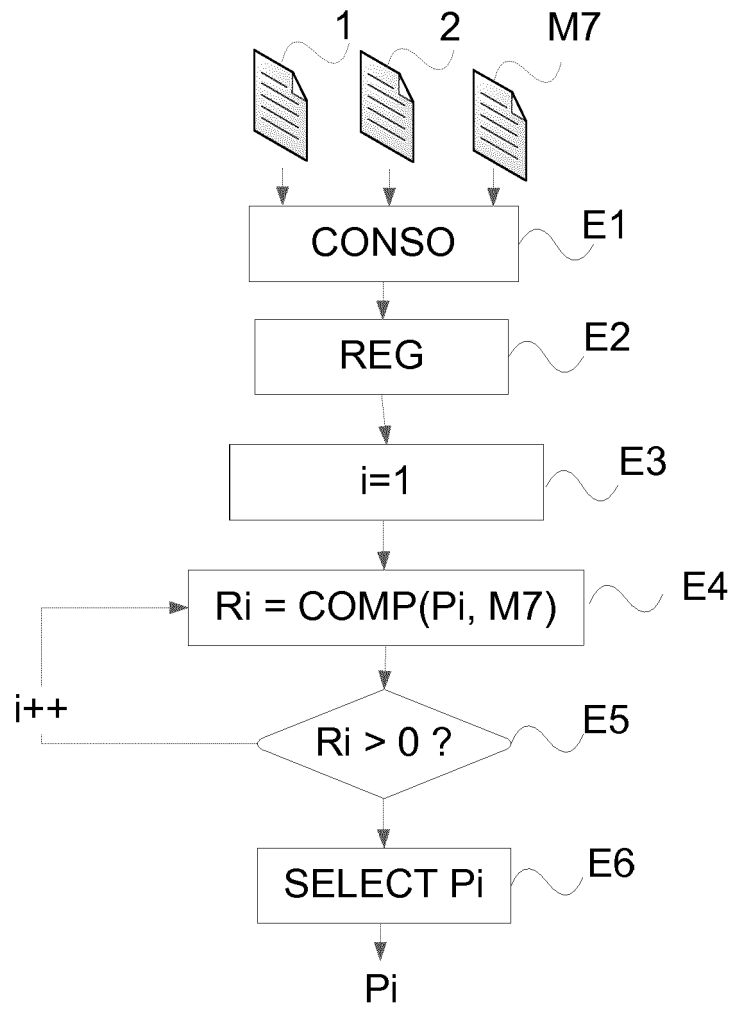 1
2
M7
CONSO
E1
REG
E2
i=1
E3
Ri = COMP(Pi, M7)
E4
i++
Ri > 0 ?
E5
SELECT Pi
E6
Pi